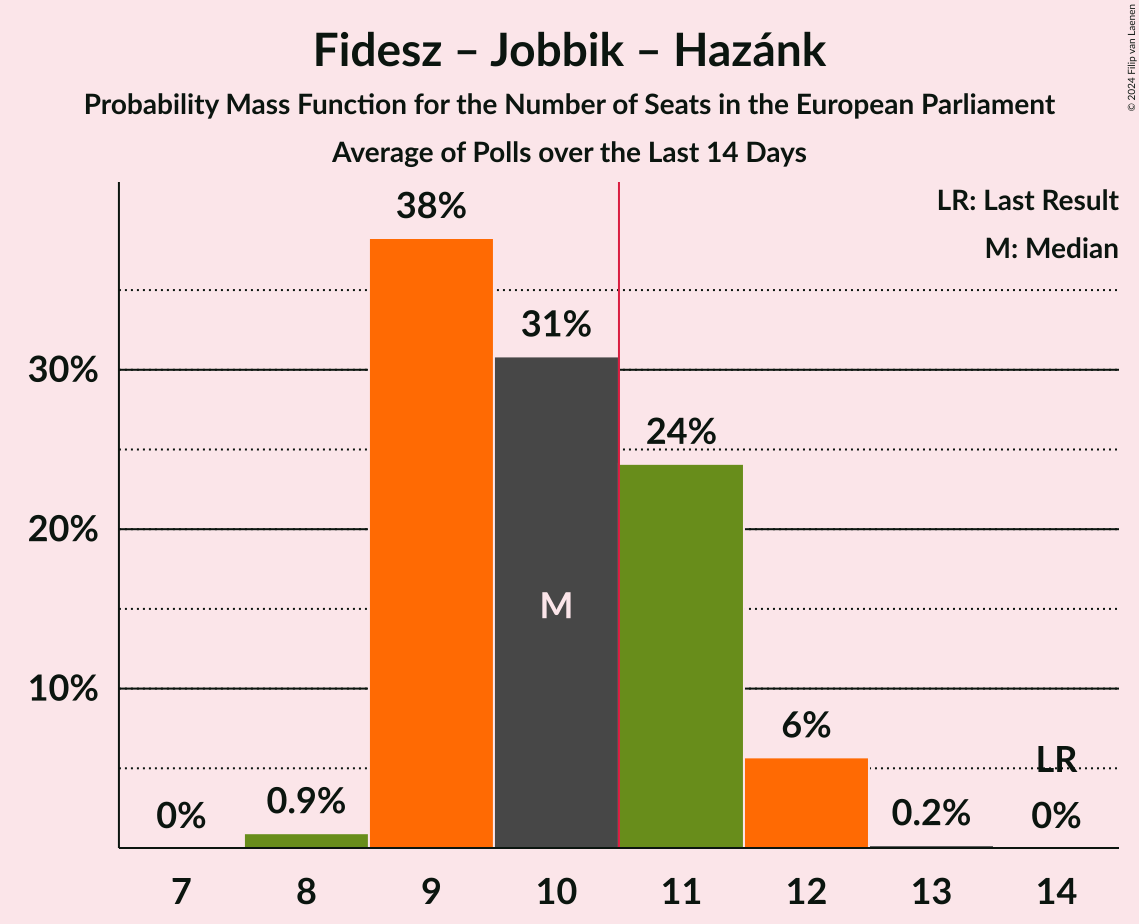 Fidesz – Jobbik – Hazánk
Probability Mass Function for the Number of Seats in the European Parliament
Average of Polls over the Last 14 Days
© 2024 Filip van Laenen
LR: Last Result
M: Median
38%
31%
30%
24%
20%
M
10%
6%
LR
0%
0.9%
0.2%
0%
7 8 9 10 11 12 13 14